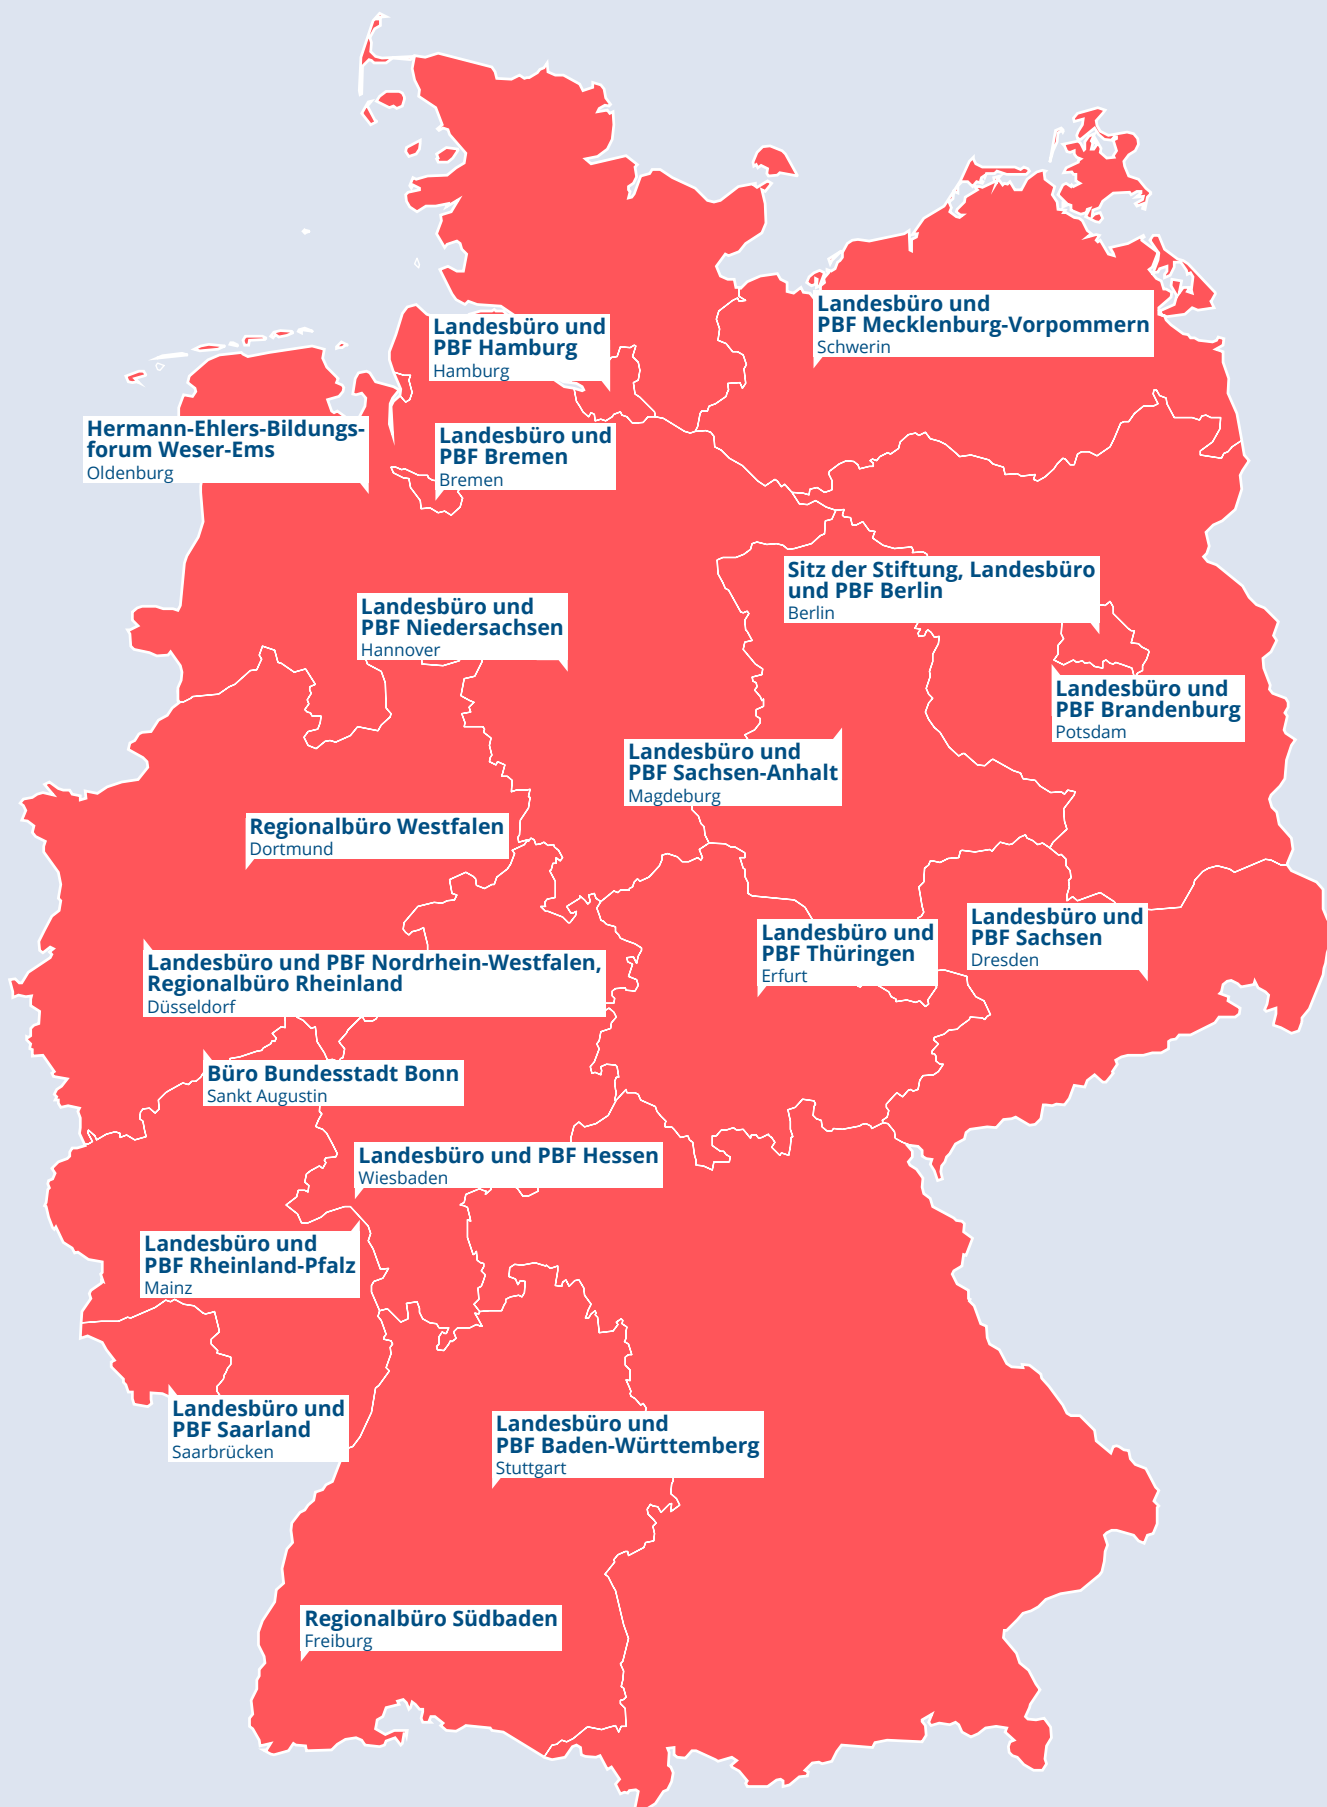 Landesbüro und
PBF Mecklenburg-Vorpommern
Schwerin
Landesbüro und
PBF Hamburg
Hamburg
Hermann-Ehlers-Bildungs-
forum Weser-Ems
Oldenburg
Landesbüro und
PBF Bremen
Bremen
Sitz der Stiftung, Landesbüro
und PBF Berlin
Berlin
Landesbüro und
PBF Niedersachsen
Hannover
Landesbüro und
PBF Brandenburg
Potsdam
Landesbüro und
PBF Sachsen-Anhalt
Magdeburg
Regionalbüro Westfalen
Dortmund
Landesbüro und
PBF Sachsen
Dresden
Landesbüro und
PBF Thüringen
Erfurt
Landesbüro und PBF Nordrhein-Westfalen,
Regionalbüro Rheinland
Düsseldorf
Büro Bundesstadt Bonn
Sankt Augustin
Landesbüro und PBF Hessen
Wiesbaden
Landesbüro und
PBF Rheinland-Pfalz
Mainz
Landesbüro und
PBF Saarland
Saarbrücken
Landesbüro und
PBF Baden-Württemberg
Stuttgart
Regionalbüro Südbaden
Freiburg